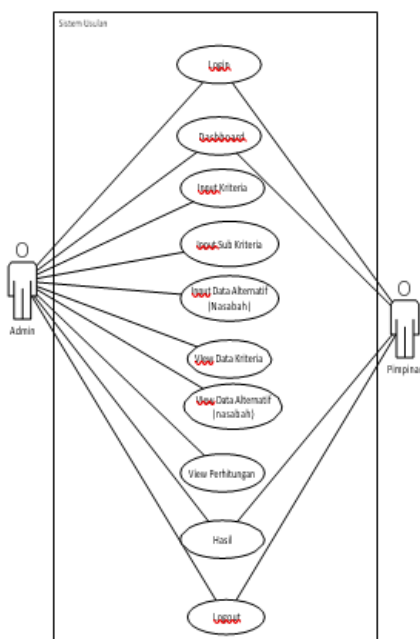 Sistem Usulan
Login
Dashboard
Input Kriteria
Input Sub Kriteria
Input Data Alternatif
(Nasabah)
Admin
Pimpinan
View Data Kriteria
View Data Alternatif
(nasabah)
View Perhitungan
Hasil
Logout